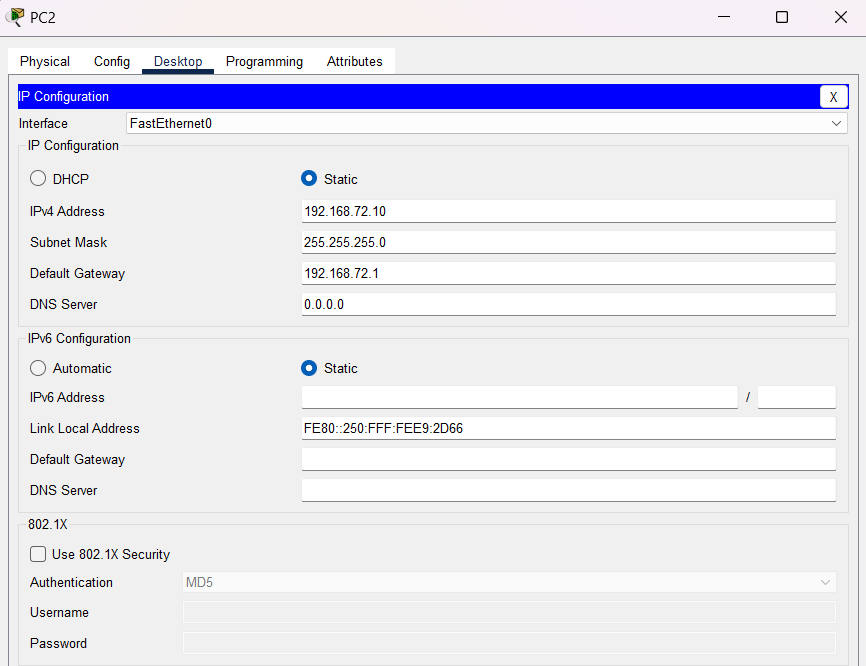 PC2
Physical Config Desktop Programming Attributes
IP Configuration X
Interface FastEthernet0
IP Configuration
DHCP Static
IPv4 Address 192.168.72.10
Subnet Mask 255.255.255.0
Default Gateway 192.168.72.1
DNS Server 0.0.0.0
IPv6 Configuration
Automatic Static
IPv6 Address /
Link Local Address FE80::250:FFF:FEE9:2D66
Default Gateway
DNS Server
802.1X
Use 802.1X Security
Authentication MD5
Username
Password